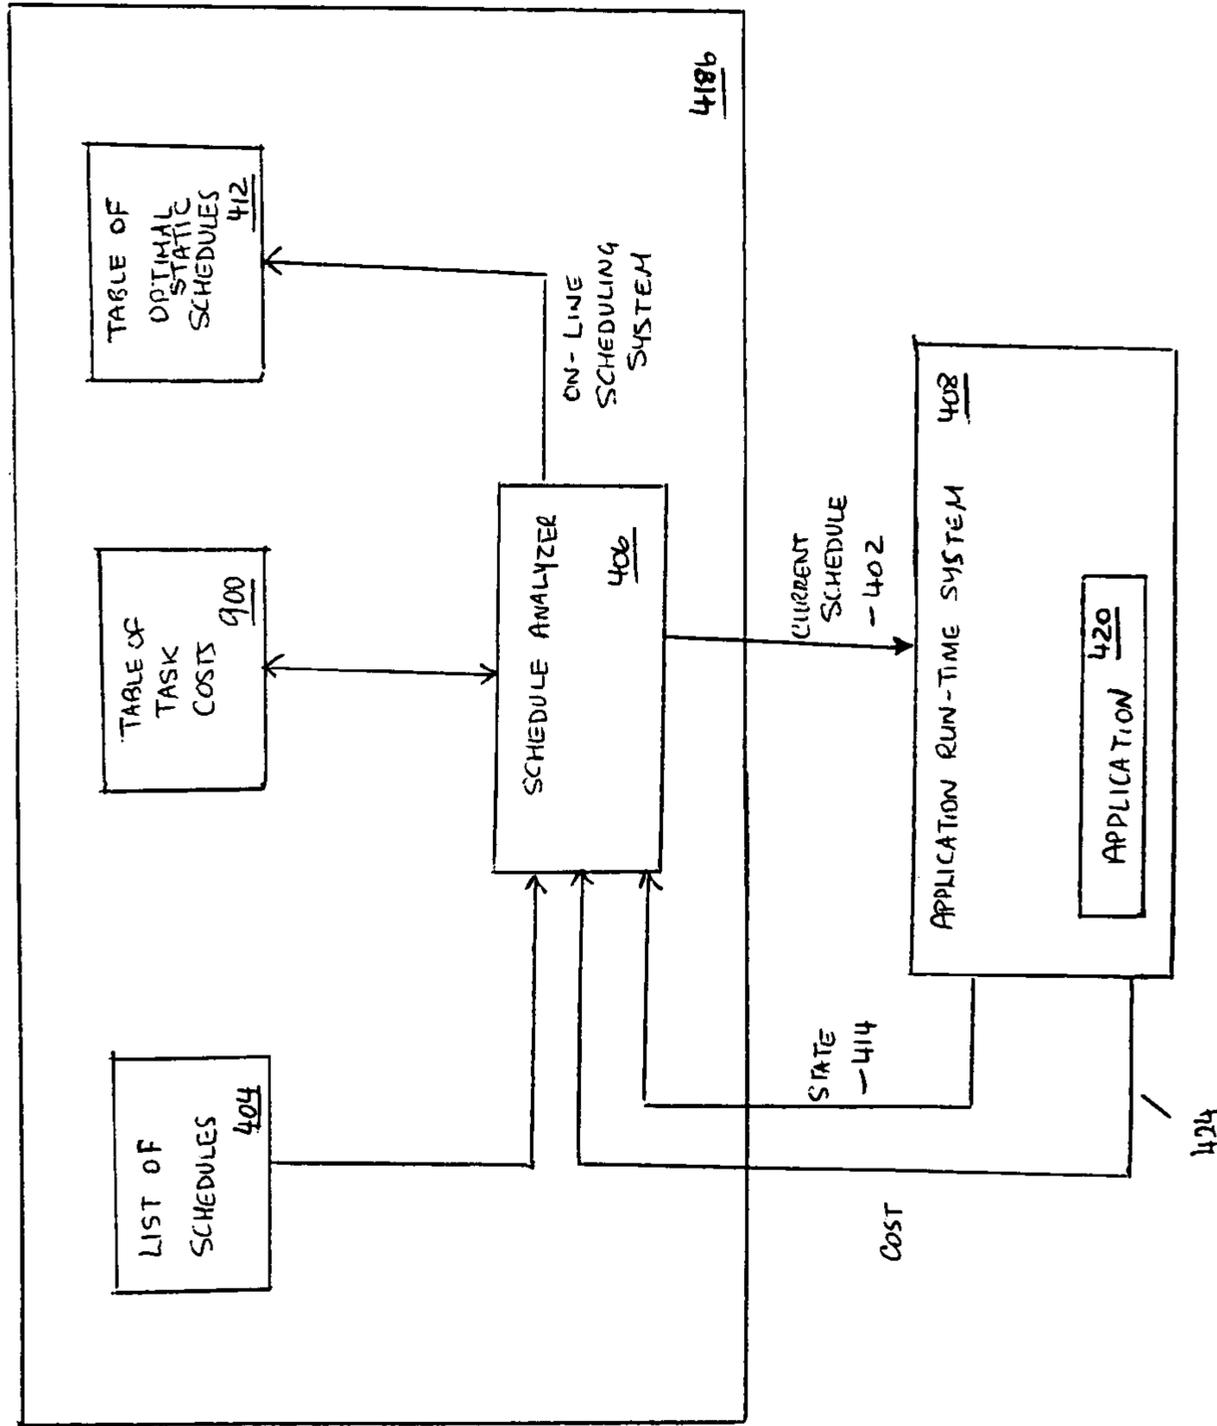 LIST OF
SCHEDULES
404
TABLE OF
TASK
COSTS
900
TABLE OF
OPTIMAL
STATIC
SCHEDULES
412
SCHEDULE ANALYZER
406
ON-LINE
SCHEDULING
SYSTEM
418b
STATE
-414
CURRENT
SCHEDULE
-402
COST
424
APPLICATION RUN-TIME SYSTEM 408
APPLICATION 420